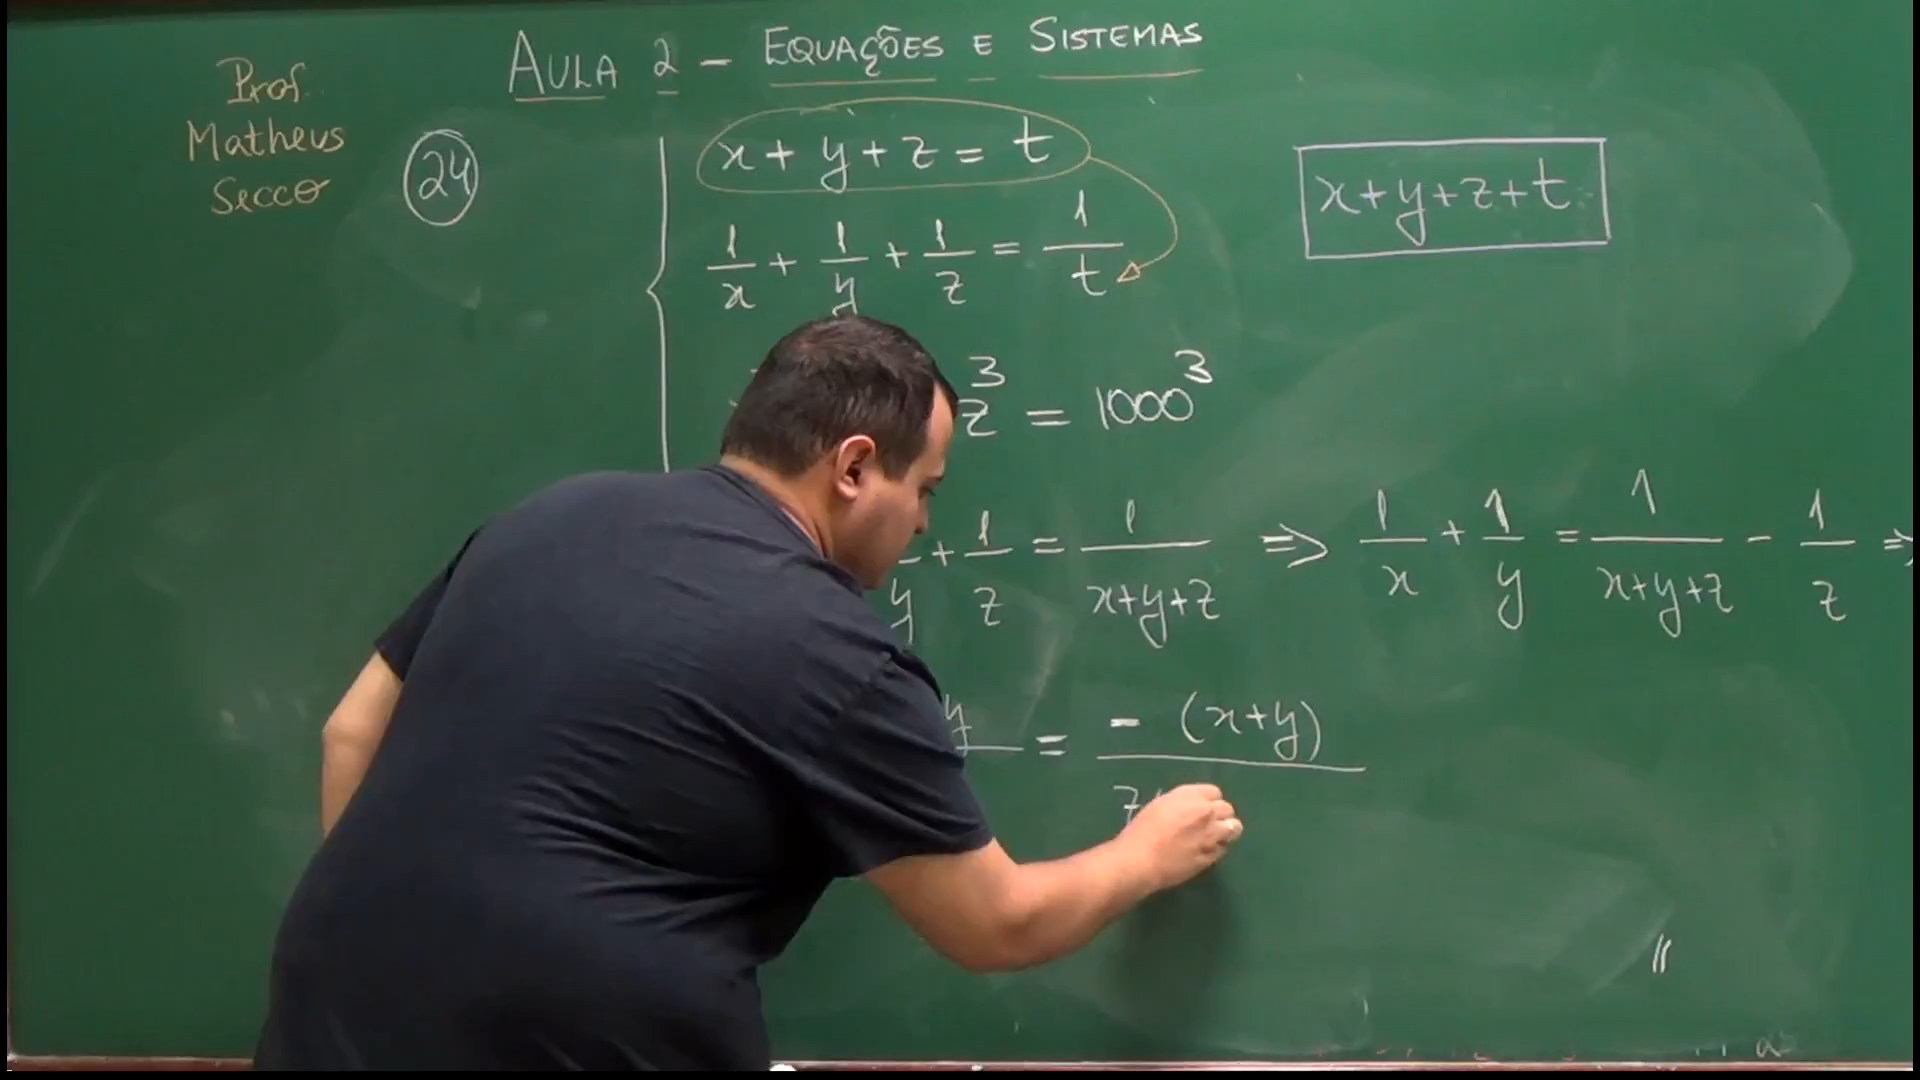 AULA 2 - EQUAÇÕES E SISTEMAS
Prof.
Matheus
Secco
24
x + y + z = t
x+y+z+t
1/x + 1/y + 1/z = 1/t
z³ = 1000³
/y + 1/z = 1/(x+y+z) => 1/x + 1/y = 1/(x+y+z) - 1/z =>
y = - (x+y)
z